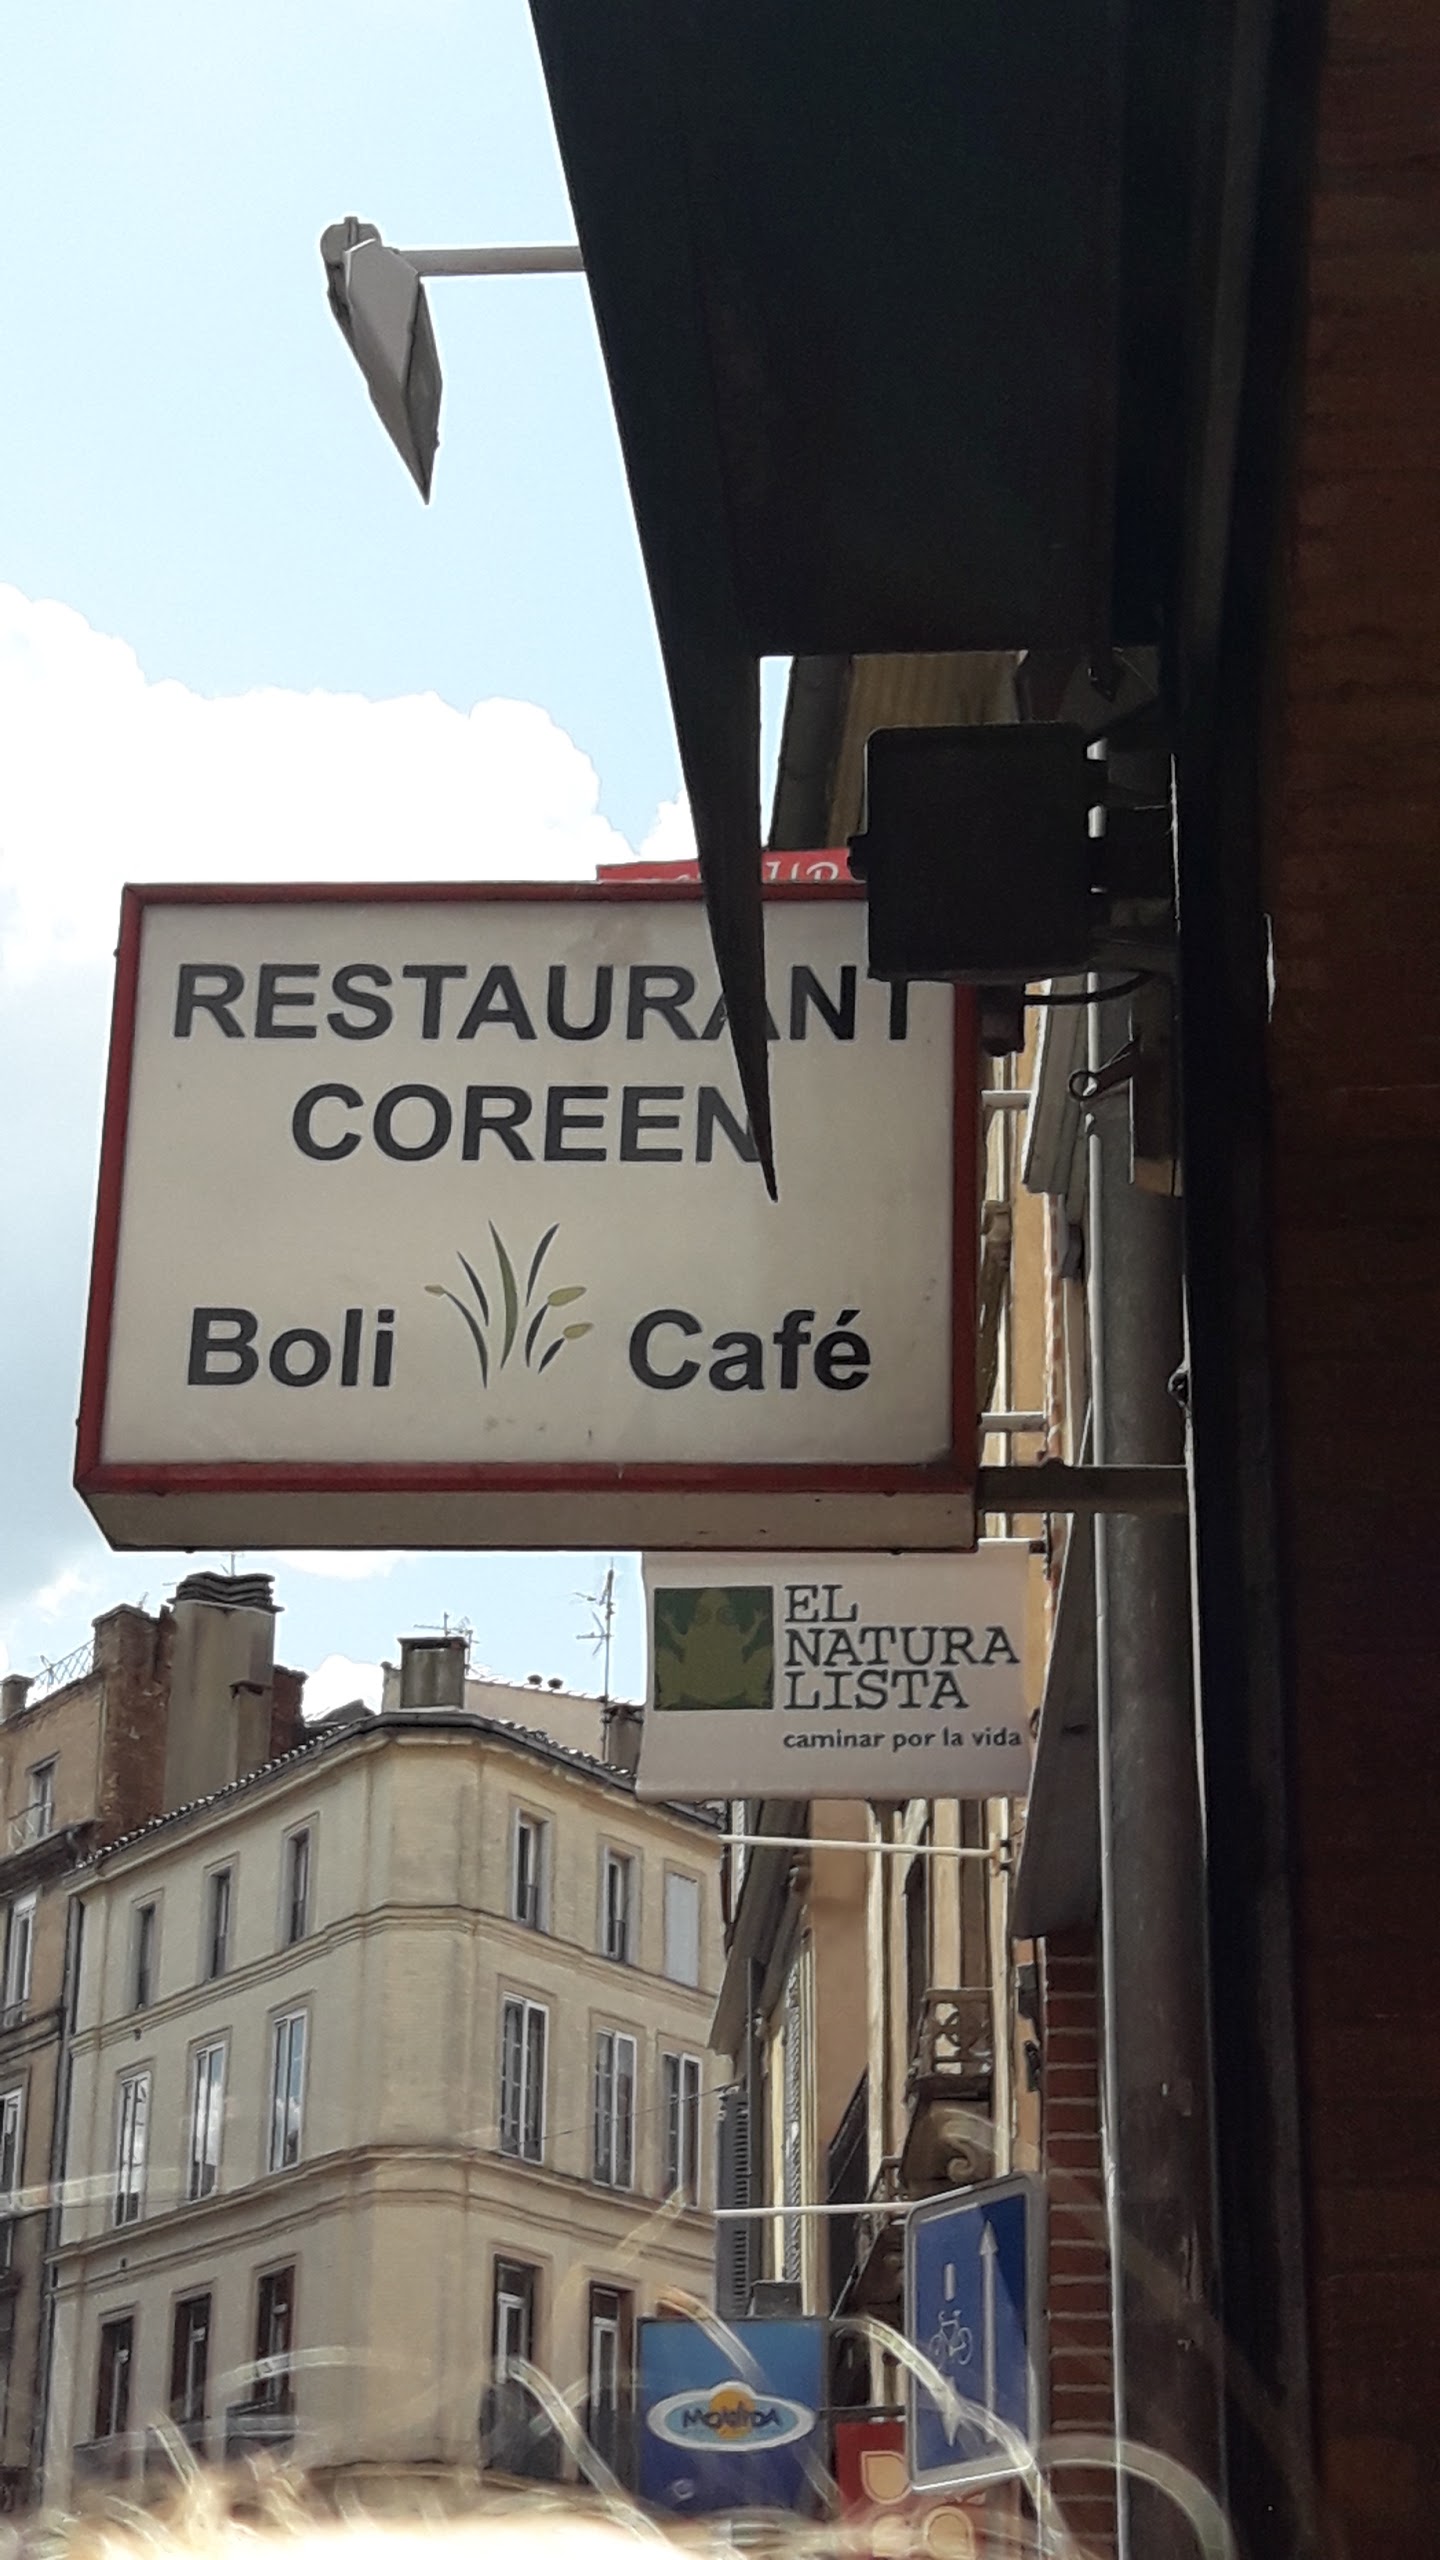 RESTAURANT
COREEN
Boli Café
EL
NATURA
LISTA
caminar por la vida